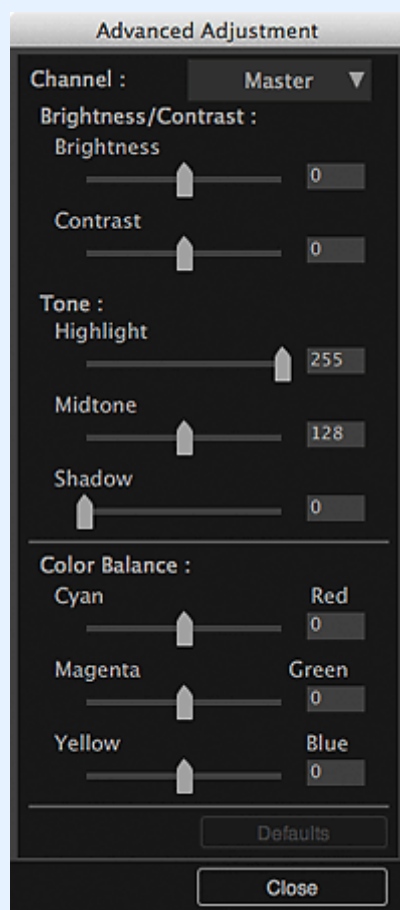 Advanced Adjustment
Channel : Master ▼
Brightness/Contrast :
Brightness
0
Contrast
0
Tone :
Highlight
255
Midtone
128
Shadow
0
Color Balance :
Cyan Red
0
Magenta Green
0
Yellow Blue
0
Defaults
Close